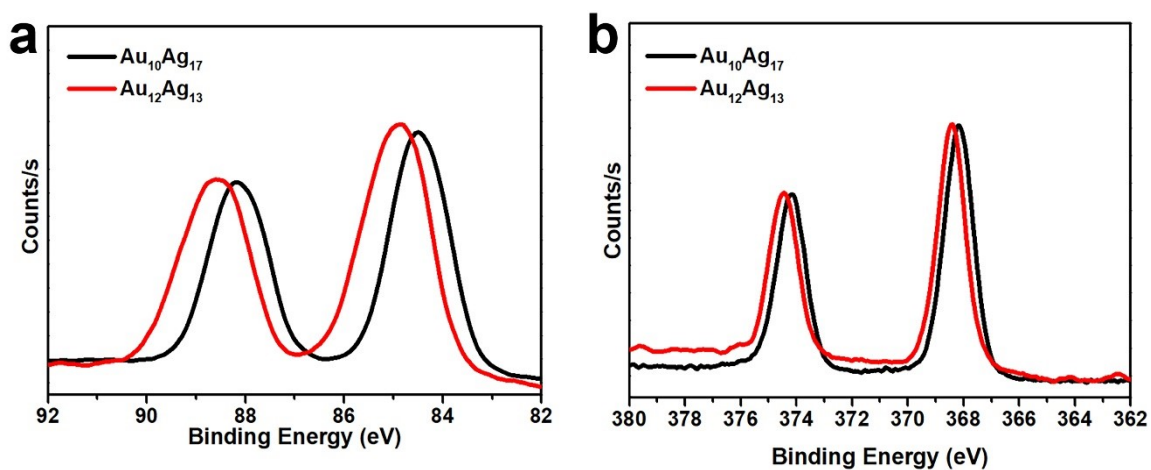 a
Au₁₀Ag₁₇
Au₁₂Ag₁₃
Counts/s
92 90 88 86 84 82
Binding Energy (eV)
b
Au₁₀Ag₁₇
Au₁₂Ag₁₃
Counts/s
380 378 376 374 372 370 368 366 364 362
Binding Energy (eV)